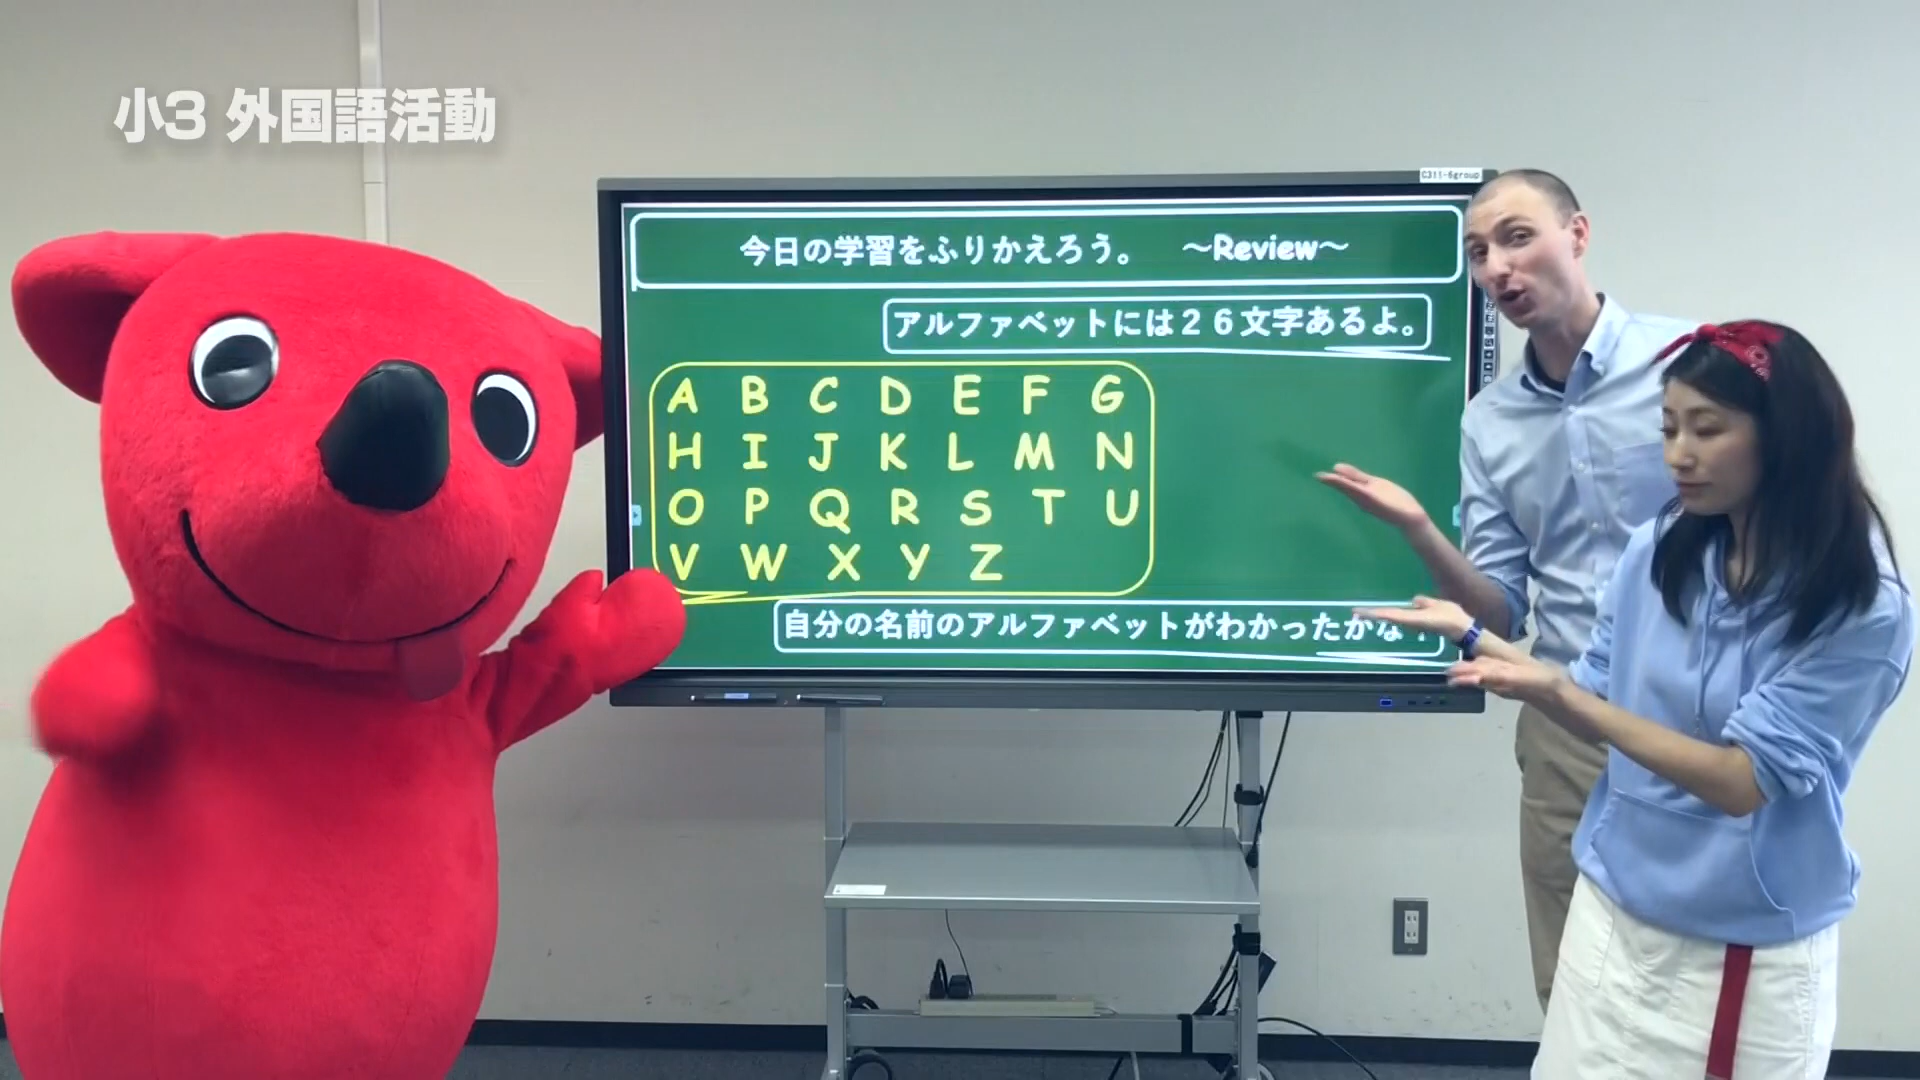 小3 外国語活動
C311-6group
今日の学習をふりかえろう。 ～Review～
アルファベットには２６文字あるよ。
A B C D E F G
H I J K L M N
O P Q R S T U
V W X Y Z
自分の名前のアルファベットがわかったかな？